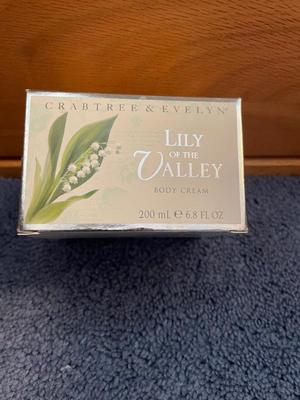 CRABTREE & EVELYN®
LILY
OF THE
VALLEY
BODY CREAM
200 mL ℮ 6.8 FL OZ